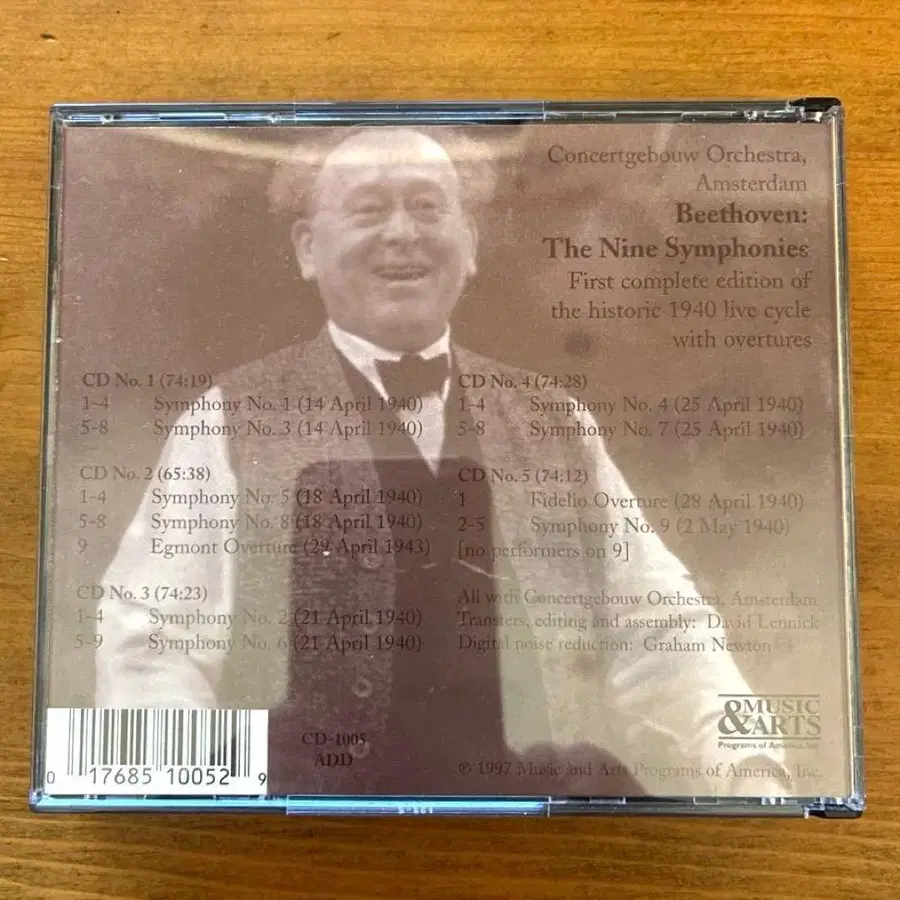 Concertgebouw Orchestra,
Amsterdam
Beethoven:
The Nine Symphonies
First complete edition of
the historic 1940 live cycle
with overtures
CD No. 1 (74:19)
1-4 Symphony No. 1 (14 April 1940)
5-8 Symphony No. 3 (14 April 1940)
CD No. 2 (65:38)
1-4 Symphony No. 5 (18 April 1940)
5-8 Symphony No. 8 (18 April 1940)
9 Egmont Overture (29 April 1943)
CD No. 3 (74:23)
1-4 Symphony No. 2 (21 April 1940)
5-9 Symphony No. 6 (21 April 1940)
CD No. 4 (74:28)
1-4 Symphony No. 4 (25 April 1940)
5-8 Symphony No. 7 (25 April 1940)
CD No. 5 (74:12)
1 Fidelio Overture (28 April 1940)
2-5 Symphony No. 9 (2 May 1940)
[no performers on 9]
All with Concertgebouw Orchestra, Amsterdam
Transfers, editing and assembly: David Lennick
Digital noise reduction: Graham Newton
MUSIC
& ARTS
Programs of America, Inc.
CD-1005
ADD
0 17685 10052 9
℗ 1997 Music and Arts Programs of America, Inc.